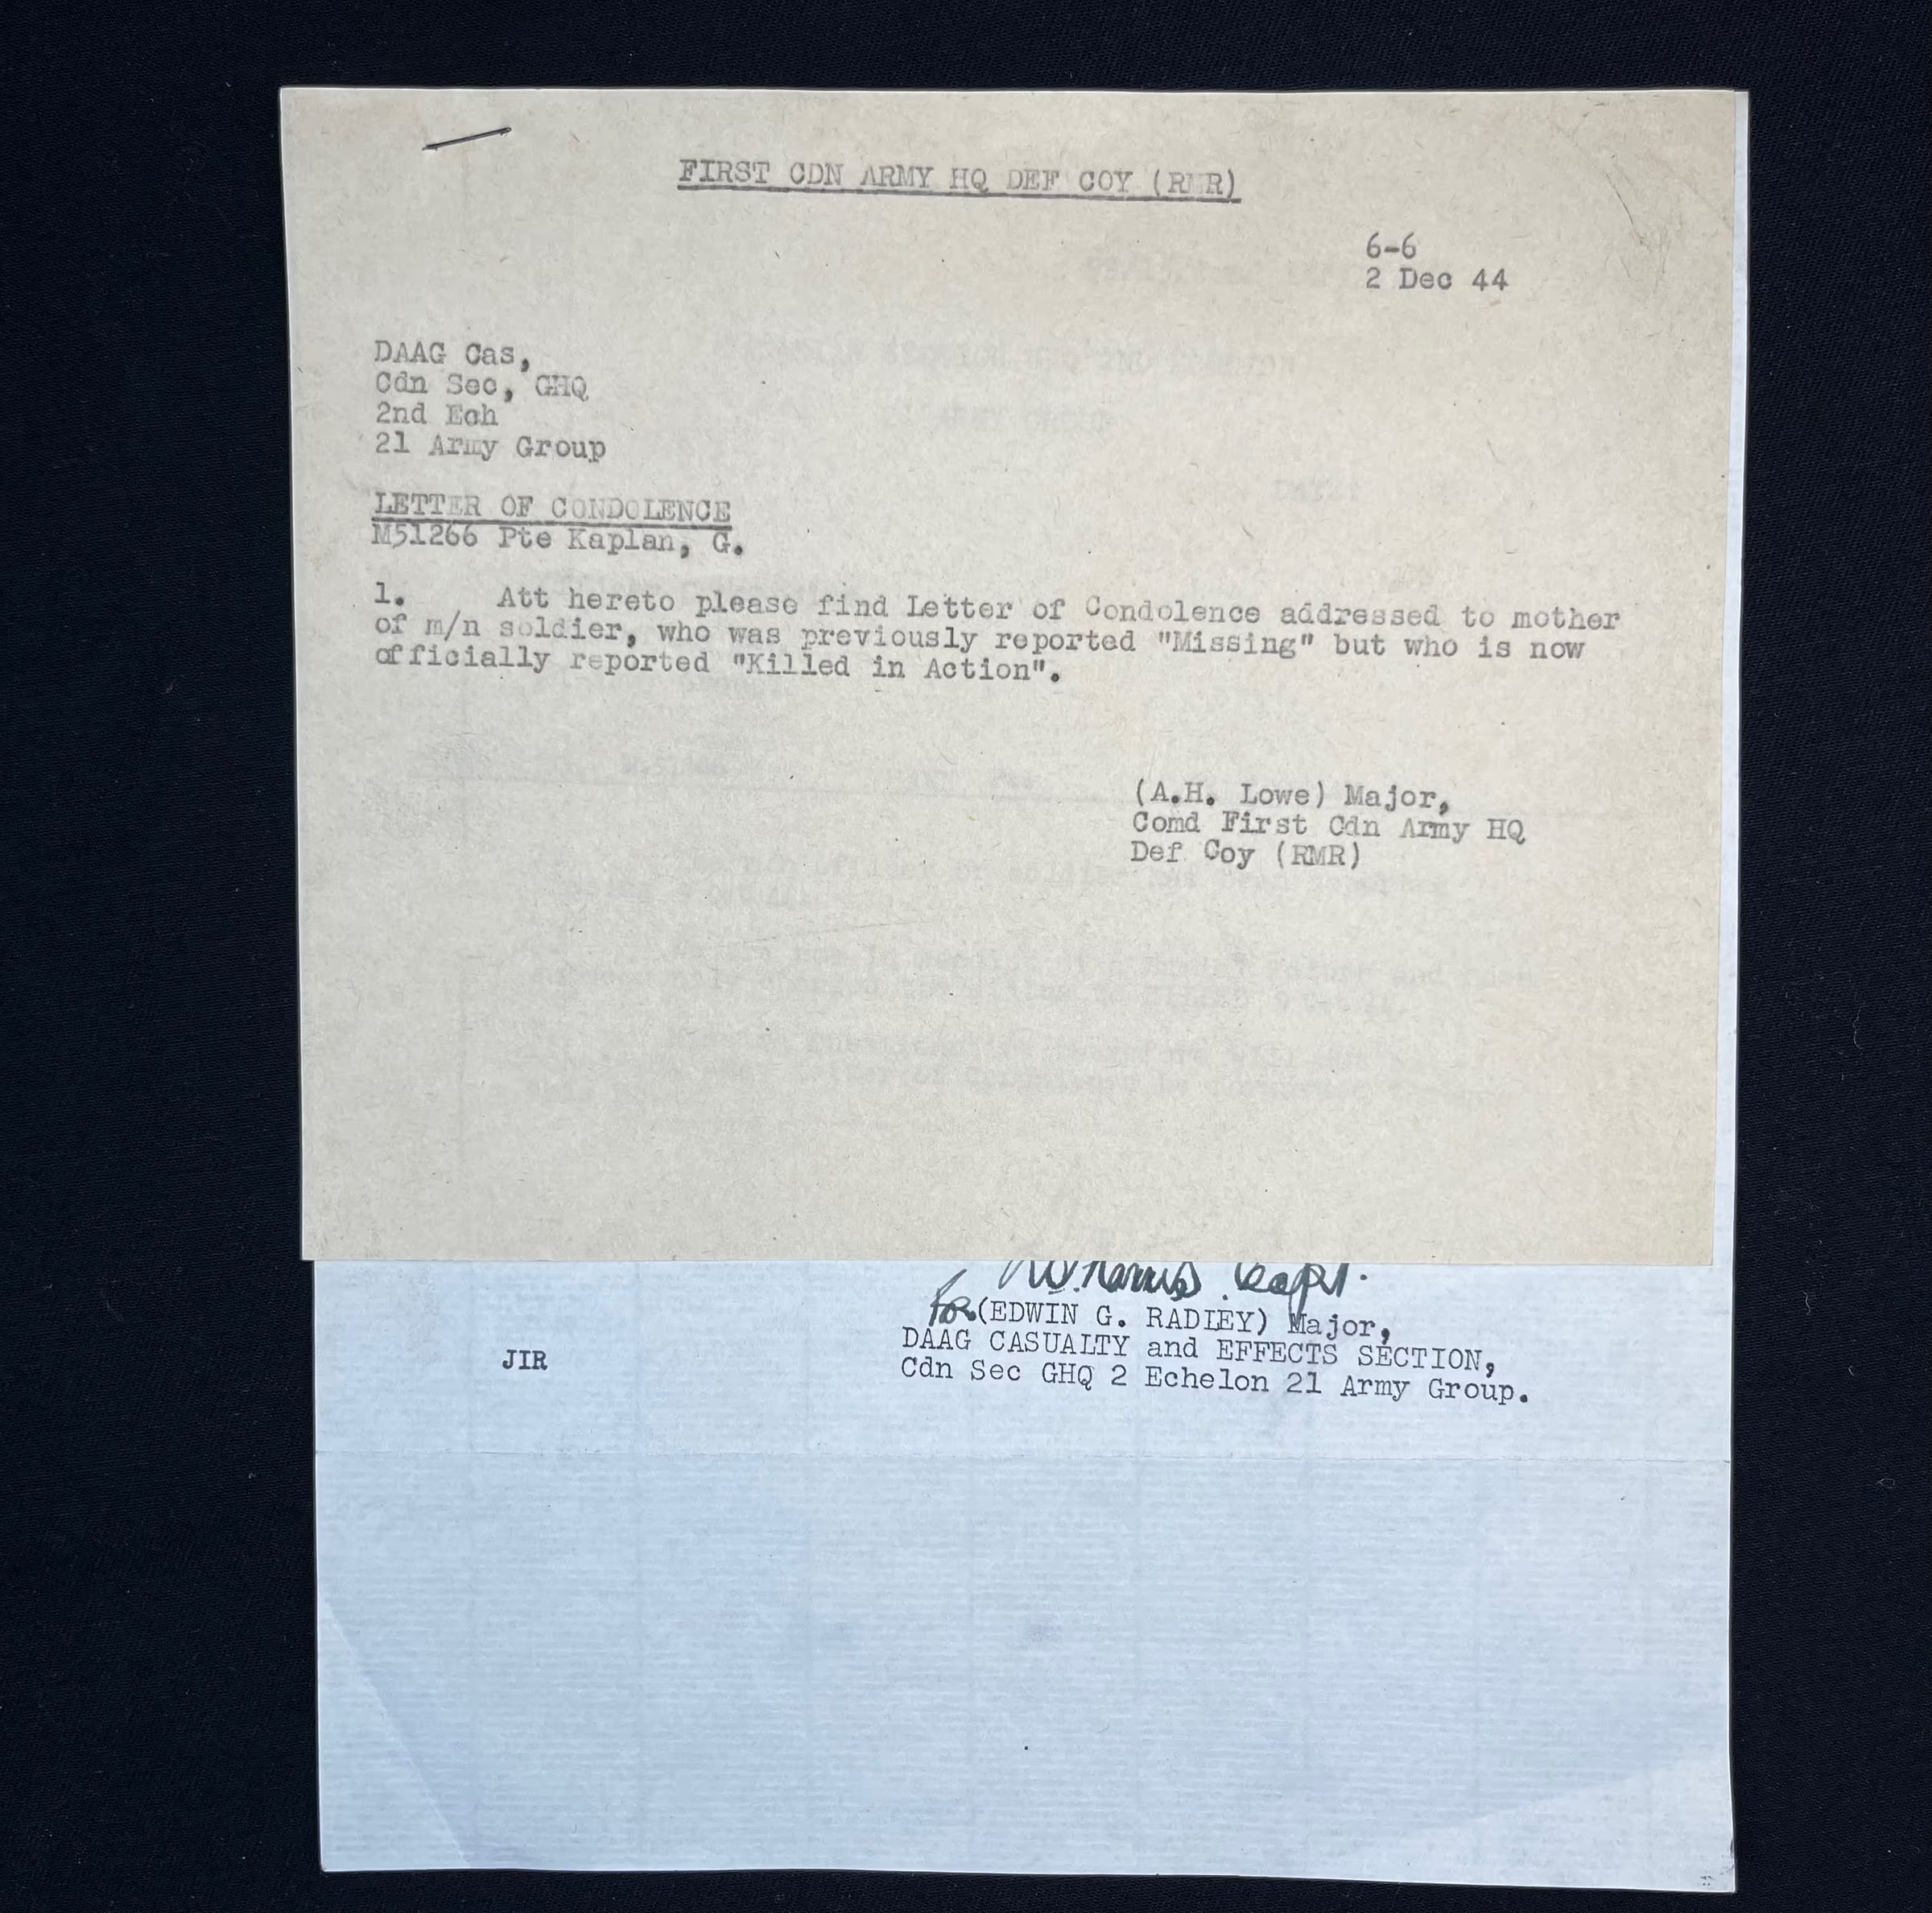 FIRST CDN ARMY HQ DEF COY (RMR)
6-6
2 Dec 44
DAAG Cas,
Cdn Sec, GHQ
2nd Ech
21 Army Group
LETTER OF CONDOLENCE
M51266 Pte Kaplan, G.
1. Att hereto please find Letter of Condolence addressed to mother
of m/n soldier, who was previously reported "Missing" but who is now
officially reported "Killed in Action".
(A.H. Lowe) Major,
Comd First Cdn Army HQ
Def Coy (RMR)
Capt.
For (EDWIN G. RADLEY) Major,
DAAG CASUALTY and EFFECTS SECTION,
JIR
Cdn Sec GHQ 2 Echelon 21 Army Group.